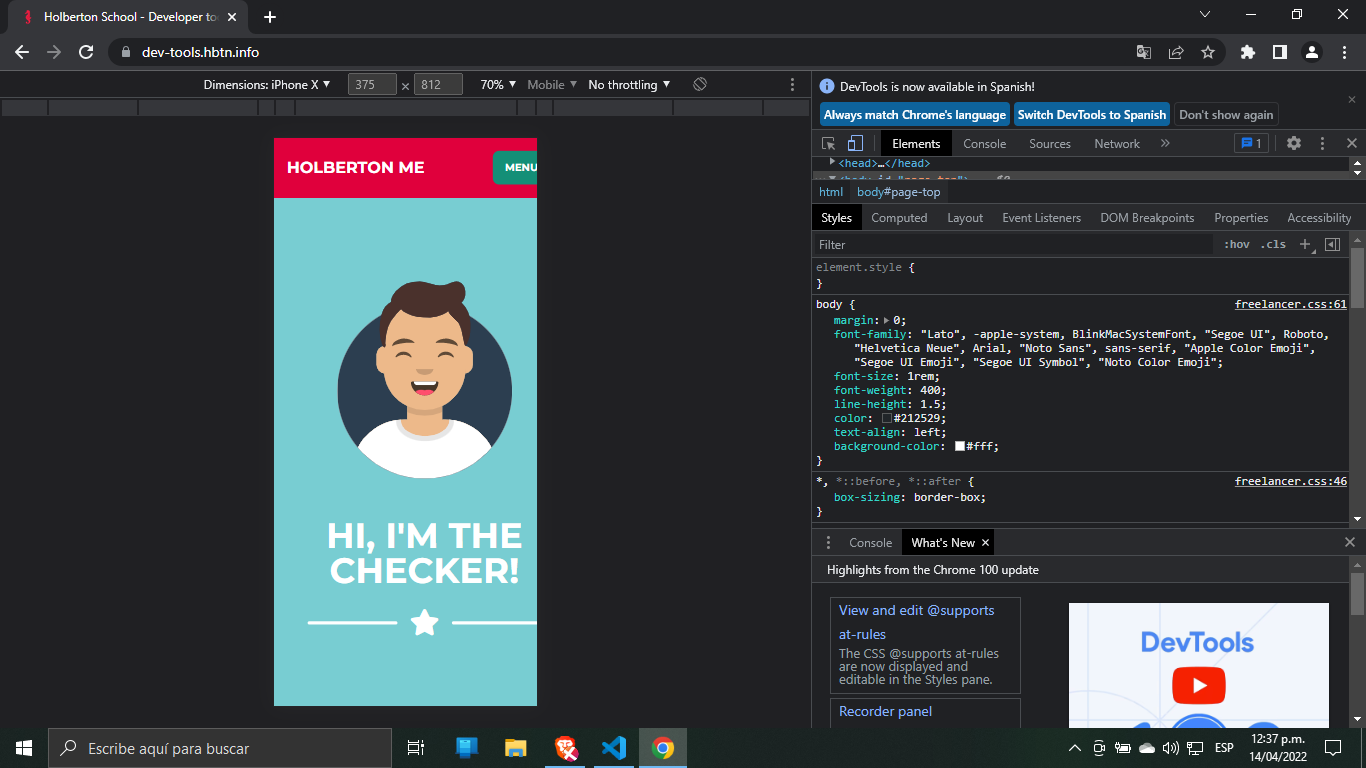 Holberton School - Developer to
dev-tools.hbtn.info
Dimensions: iPhone X ▼ 375 × 812 70% ▼ Mobile ▼ No throttling ▼
HOLBERTON ME
MENU
HI, I'M THE
CHECKER!
DevTools is now available in Spanish!
Always match Chrome's language Switch DevTools to Spanish Don't show again
Elements Console Sources Network » 1
<head>…</head>
html body#page-top
Styles Computed Layout Event Listeners DOM Breakpoints Properties Accessibility
Filter :hov .cls
element.style {
}
body { freelancer.css:61
margin: 0;
font-family: "Lato", -apple-system, BlinkMacSystemFont, "Segoe UI", Roboto,
"Helvetica Neue", Arial, "Noto Sans", sans-serif, "Apple Color Emoji",
"Segoe UI Emoji", "Segoe UI Symbol", "Noto Color Emoji";
font-size: 1rem;
font-weight: 400;
line-height: 1.5;
color: #212529;
text-align: left;
background-color: #fff;
}
*, *::before, *::after { freelancer.css:46
box-sizing: border-box;
}
Console What's New ×
Highlights from the Chrome 100 update
View and edit @supports
at-rules
The CSS @supports at-rules
are now displayed and
editable in the Styles pane.
Recorder panel
DevTools
Escribe aquí para buscar
ESP
12:37 p.m.
14/04/2022